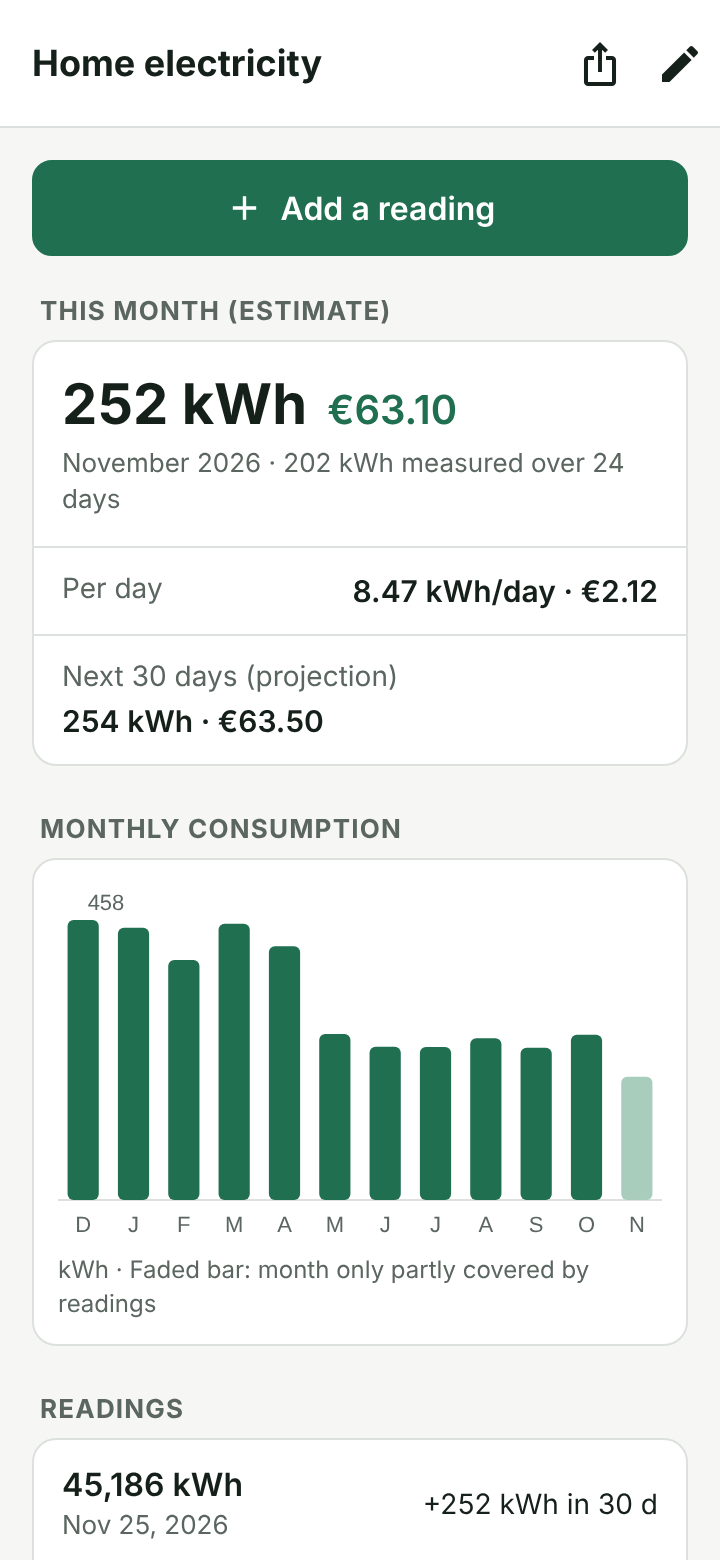 Home electricity
+ Add a reading
THIS MONTH (ESTIMATE)
252 kWh €63.10
November 2026 · 202 kWh measured over 24
days
Per day 8.47 kWh/day · €2.12
Next 30 days (projection)
254 kWh · €63.50
MONTHLY CONSUMPTION
458
D J F M A M J J A S O N
kWh · Faded bar: month only partly covered by
readings
READINGS
45,186 kWh
+252 kWh in 30 d
Nov 25, 2026